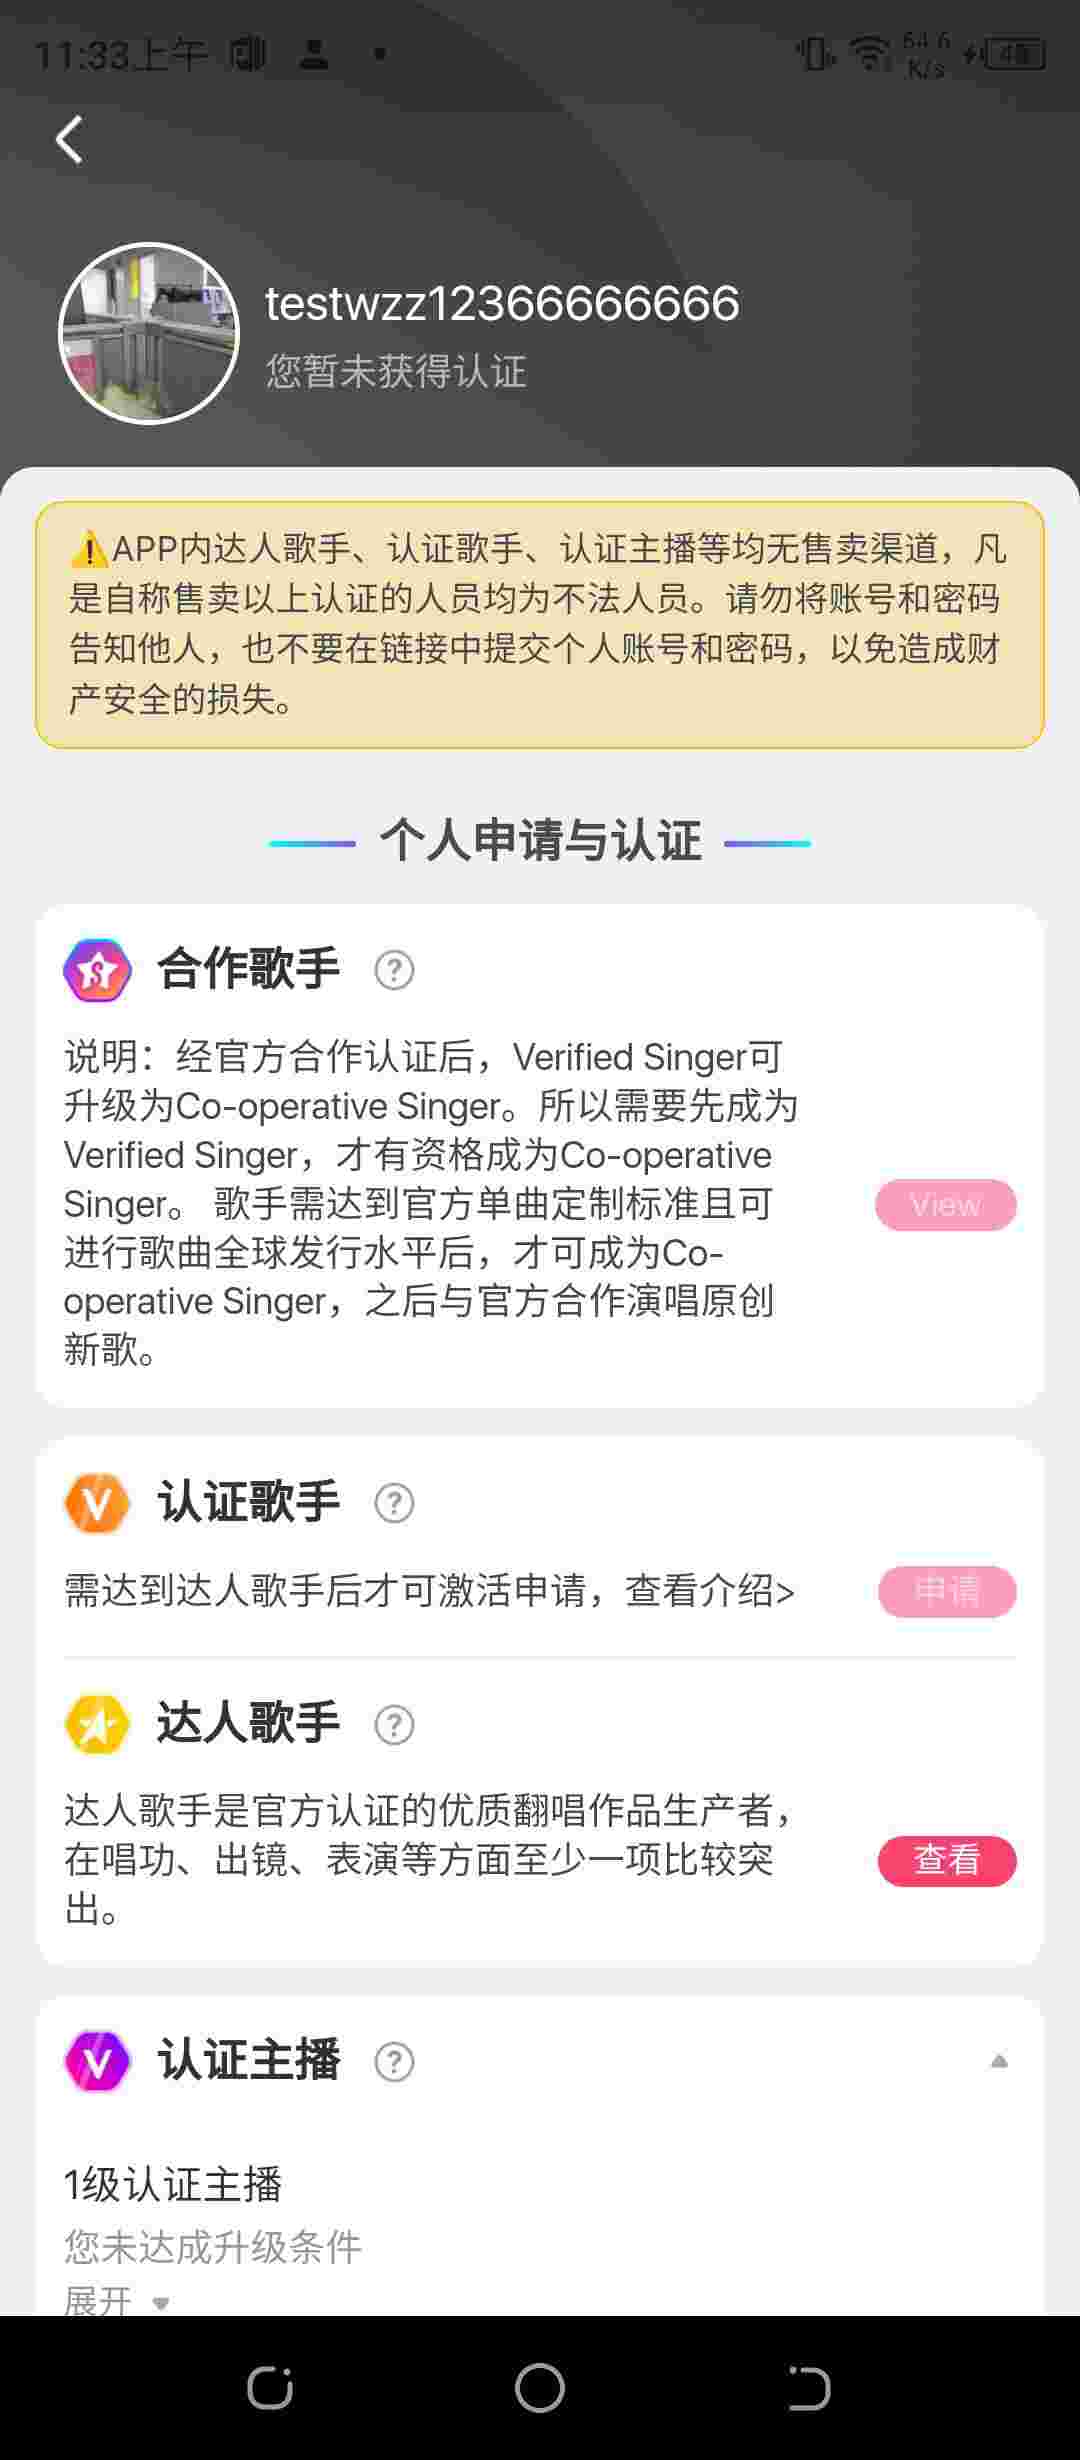 11:33上午
64.6
K/s
testwzz12366666666
您暂未获得认证
⚠️APP内达人歌手、认证歌手、认证主播等均无售卖渠道，凡
是自称售卖以上认证的人员均为不法人员。请勿将账号和密码
告知他人，也不要在链接中提交个人账号和密码，以免造成财
产安全的损失。
个人申请与认证
合作歌手
说明：经官方合作认证后，Verified Singer可
升级为Co-operative Singer。所以需要先成为
Verified Singer，才有资格成为Co-operative
Singer。 歌手需达到官方单曲定制标准且可
进行歌曲全球发行水平后，才可成为Co-
operative Singer，之后与官方合作演唱原创
新歌。
View
认证歌手
需达到达人歌手后才可激活申请，查看介绍>
申请
达人歌手
达人歌手是官方认证的优质翻唱作品生产者，
在唱功、出镜、表演等方面至少一项比较突
出。
查看
认证主播
1级认证主播
您未达成升级条件
展开